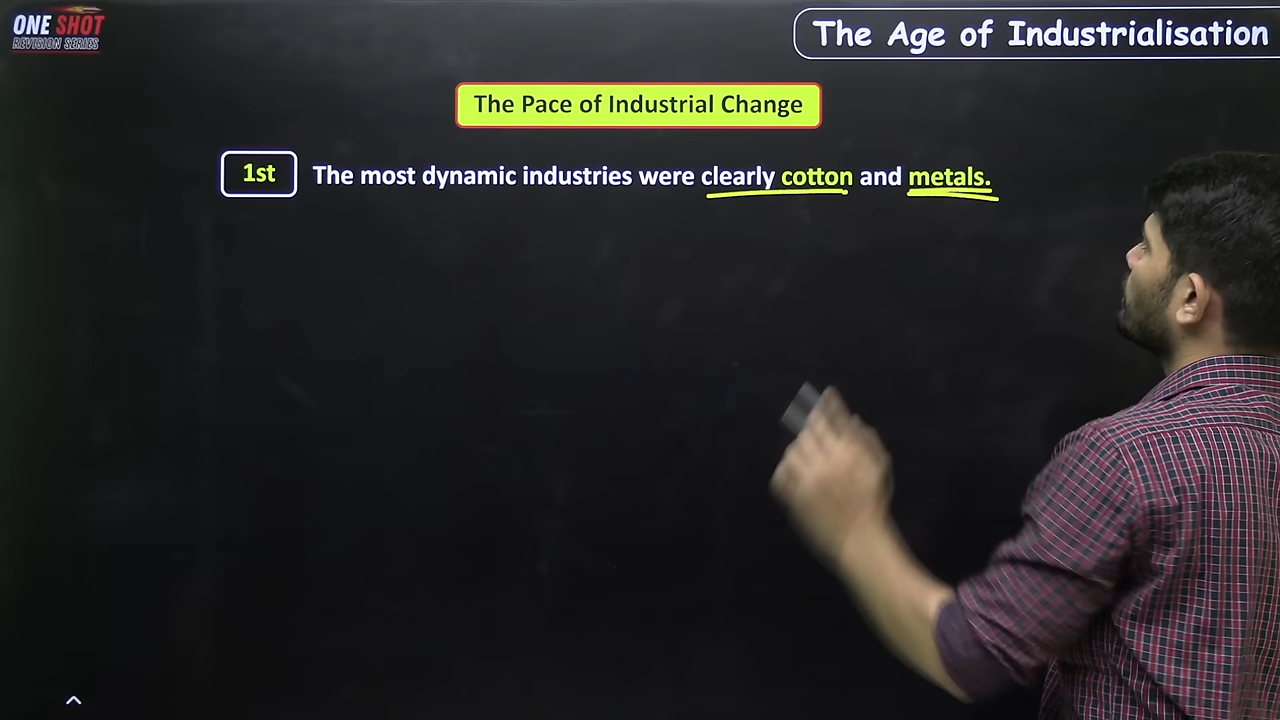 ONE SHOT
REVISION SERIES
The Age of Industrialisation
The Pace of Industrial Change
1st
The most dynamic industries were clearly cotton and metals.